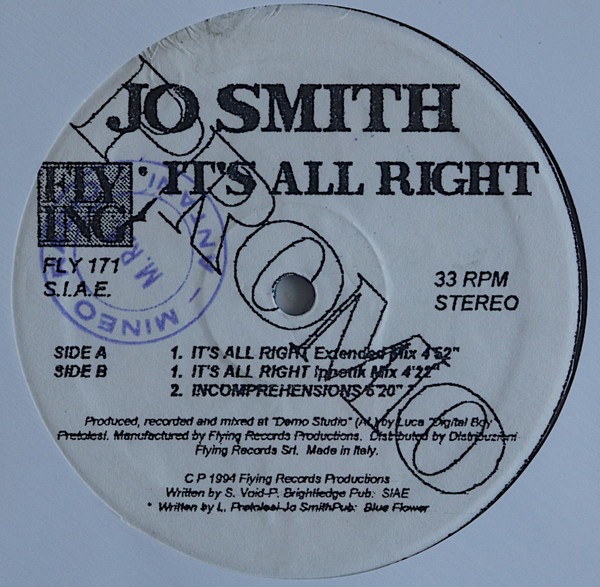 JO SMITH
FLY
ING
* IT'S ALL RIGHT
PROMO
FLY 171
S.I.A.E.
33 RPM
STEREO
MINEO
M.R.
SIDE A 1. IT'S ALL RIGHT Extended Mix 4'52"
SIDE B 1. IT'S ALL RIGHT Ipnotik Mix 4'22"
2. INCOMPREHENSIONS 6'20"
Produced, recorded and mixed at "Demo Studio" (AL) by Luca "Digital Boy"
Pretolesi. Manufactured by Flying Records Productions. Distributed by Distribuzioni
Flying Records Srl. Made in Italy.
C P 1994 Flying Records Productions
Written by S. Void-P. Brightledge Pub: SIAE
* Written by L. Pretolesi Jo SmithPub: Blue Flower